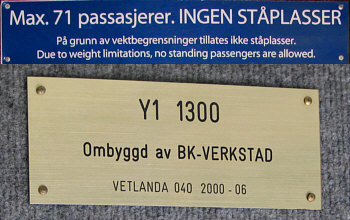 Max. 71 passasjerer. INGEN STÅPLASSER
På grunn av vektbegrensninger tillates ikke ståplasser.
Due to weight limitations, no standing passengers are allowed.
Y1 1300
Ombyggd av BK-VERKSTAD
VETLANDA 040 2000-06